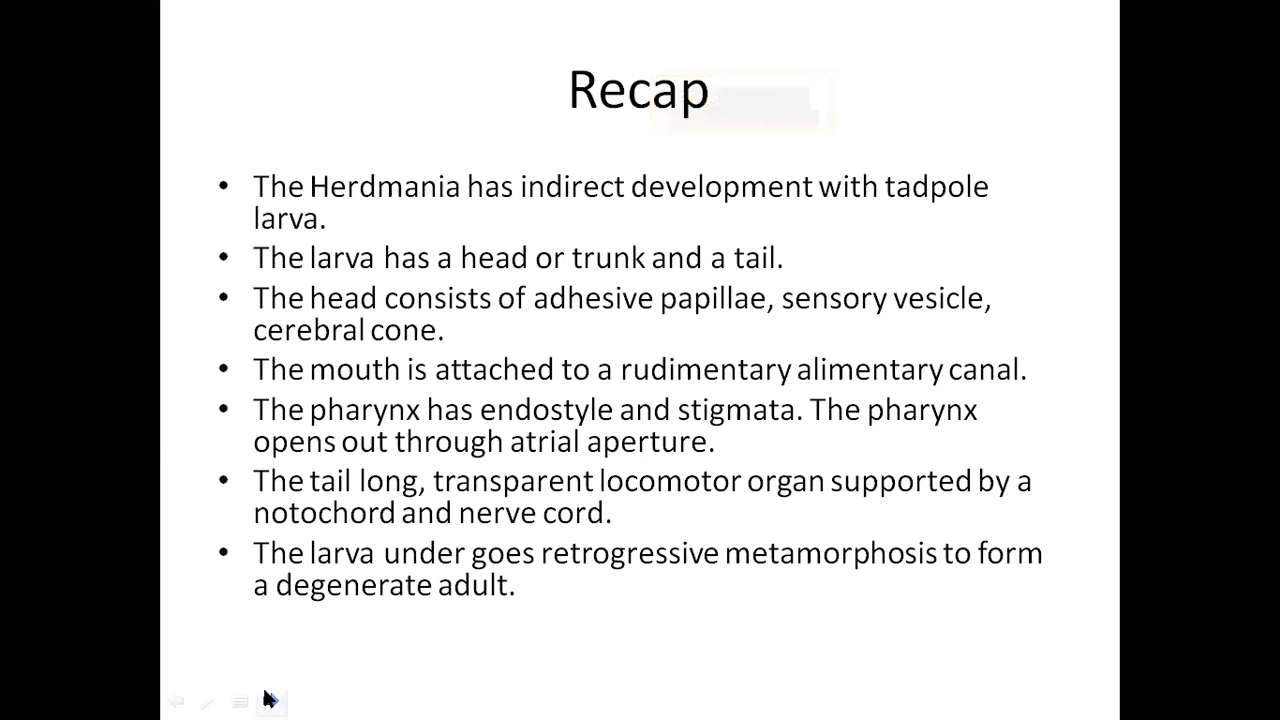 Recap
• The Herdmania has indirect development with tadpole
larva.
• The larva has a head or trunk and a tail.
• The head consists of adhesive papillae, sensory vesicle,
cerebral cone.
• The mouth is attached to a rudimentary alimentary canal.
• The pharynx has endostyle and stigmata. The pharynx
opens out through atrial aperture.
• The tail long, transparent locomotor organ supported by a
notochord and nerve cord.
• The larva under goes retrogressive metamorphosis to form
a degenerate adult.